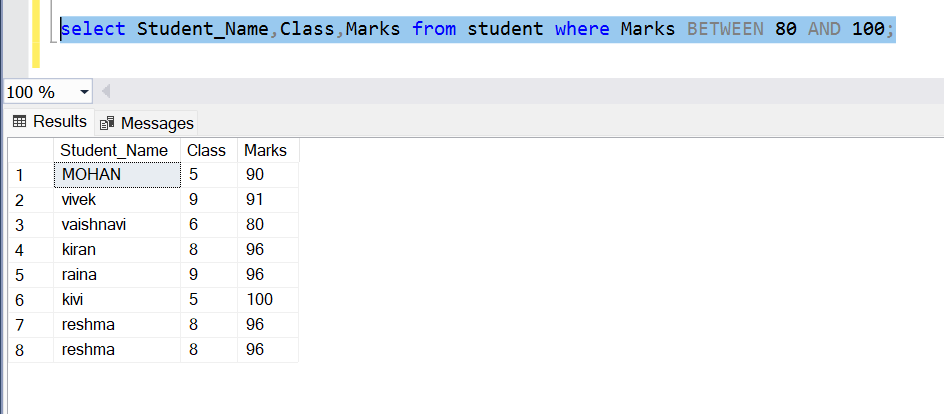 select Student_Name,Class,Marks from student where Marks BETWEEN 80 AND 100;
100 %
Results Messages
Student_Name Class Marks
1 MOHAN 5 90
2 vivek 9 91
3 vaishnavi 6 80
4 kiran 8 96
5 raina 9 96
6 kivi 5 100
7 reshma 8 96
8 reshma 8 96